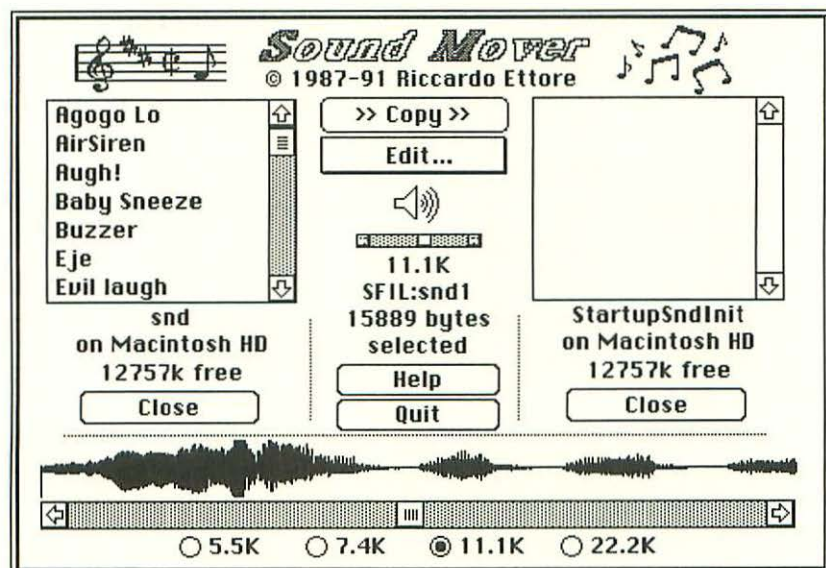 Sound Mover
© 1987-91 Riccardo Ettore
Agogo Lo
AirSiren
Augh!
Baby Sneeze
Buzzer
Eje
Evil laugh
snd
on Macintosh HD
12757k free
Close
>> Copy >>
Edit...
11.1K
SFIL:snd1
15889 bytes
selected
Help
Quit
StartupSndInit
on Macintosh HD
12757k free
Close
5.5K 7.4K 11.1K 22.2K